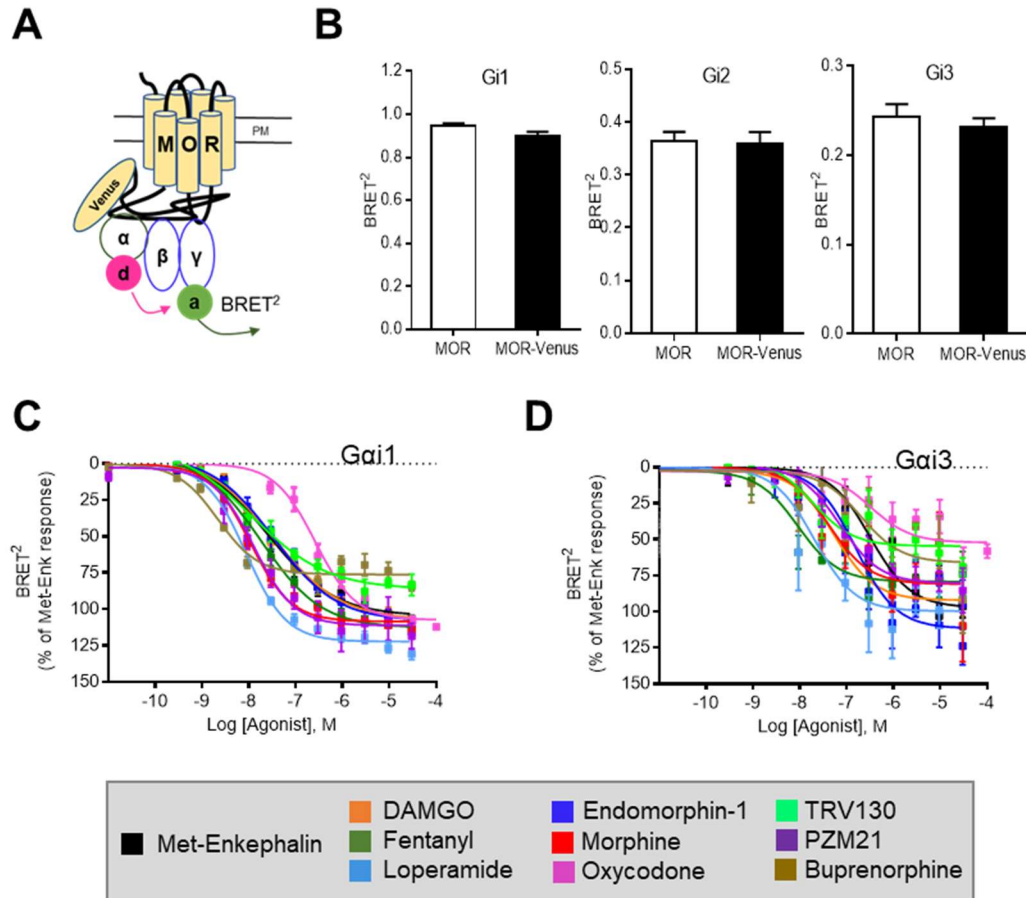 A
MOR
PM
Venus
α
β
γ
d
a
BRET²
B
Gi1
BRET²
1.2
1.0
0.8
0.6
0.4
0.2
0.0
MOR
MOR-Venus
Gi2
BRET²
0.5
0.4
0.3
0.2
0.1
0.0
MOR
MOR-Venus
Gi3
BRET²
0.3
0.2
0.1
0.0
MOR
MOR-Venus
C
Gαi1
BRET²
(% of Met-Enk response)
0
25
50
75
100
125
150
-10
-9
-8
-7
-6
-5
-4
Log [Agonist], M
D
Gαi3
BRET²
(% of Met-Enk response)
0
25
50
75
100
125
150
-10
-9
-8
-7
-6
-5
-4
Log [Agonist], M
Met-Enkephalin
DAMGO
Fentanyl
Loperamide
Endomorphin-1
Morphine
Oxycodone
TRV130
PZM21
Buprenorphine